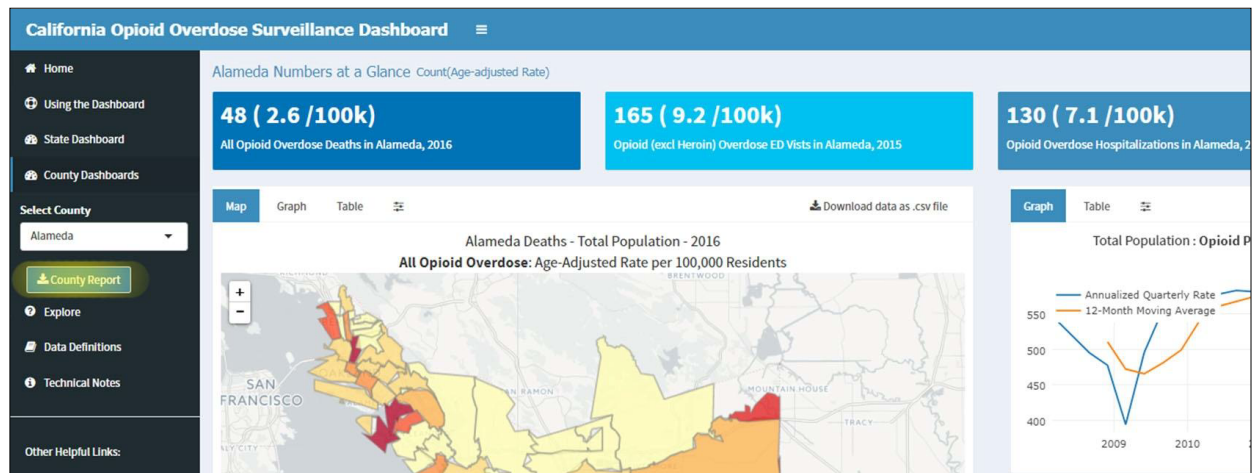 California Opioid Overdose Surveillance Dashboard
Home
Using the Dashboard
State Dashboard
County Dashboards
Select County
Alameda
County Report
Explore
Data Definitions
Technical Notes
Other Helpful Links:
Alameda Numbers at a Glance Count(Age-adjusted Rate)
48 ( 2.6 /100k)
All Opioid Overdose Deaths in Alameda, 2016
165 ( 9.2 /100k)
Opioid (excl Heroin) Overdose ED Vists in Alameda, 2015
130 ( 7.1 /100k)
Opioid Overdose Hospitalizations in Alameda, 2
Map Graph Table Download data as .csv file
Alameda Deaths - Total Population - 2016
All Opioid Overdose: Age-Adjusted Rate per 100,000 Residents
BRENTWOOD
+
-
SAN
FRANCISCO
AN RAMON
MOUNTAIN HOUSE
TRACY
LY CITY
Graph Table
Total Population : Opioid P
Annualized Quarterly Rate
12-Month Moving Average
550
500
450
400
2009 2010